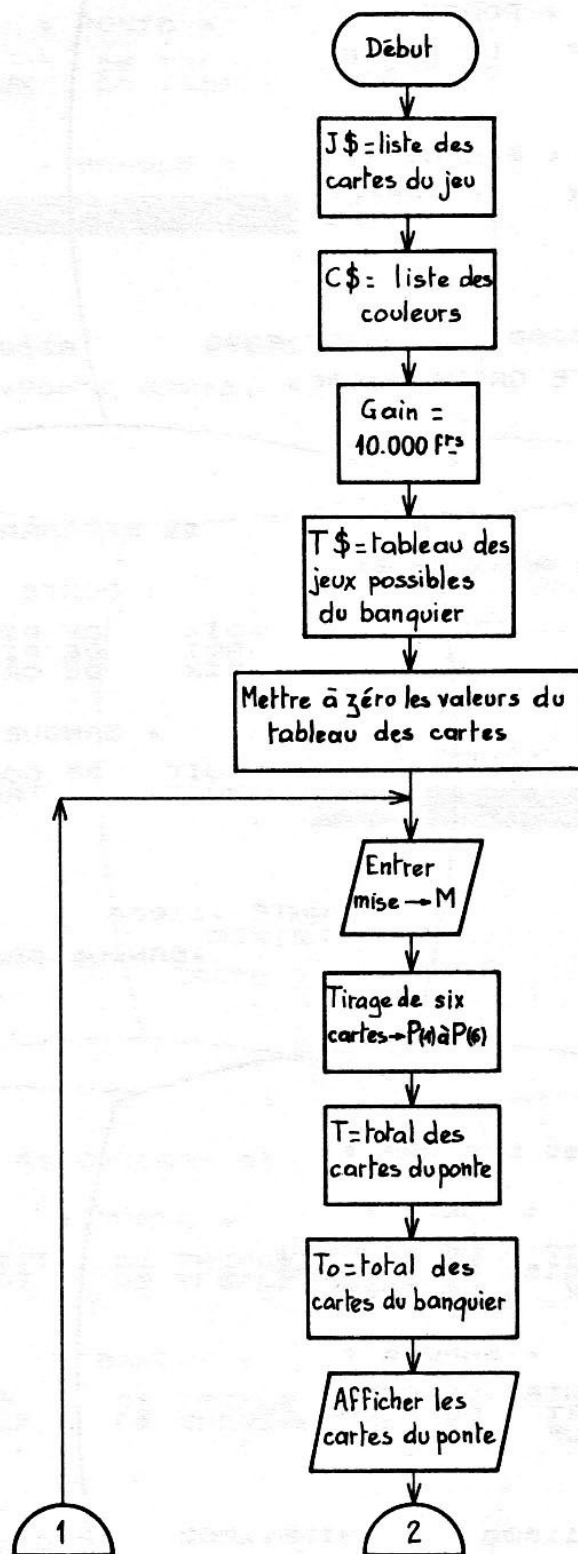 Début
J$=liste des
cartes du jeu
C$= liste des
couleurs
Gain =
10.000 frs
T$=tableau des
jeux possibles
du banquier
Mettre à zéro les valeurs du
tableau des cartes
Entrer
mise→M
Tirage de six
cartes→P(1)àP(6)
T=total des
cartes du ponte
To=total des
cartes du banquier
Afficher les
cartes du ponte
1
2